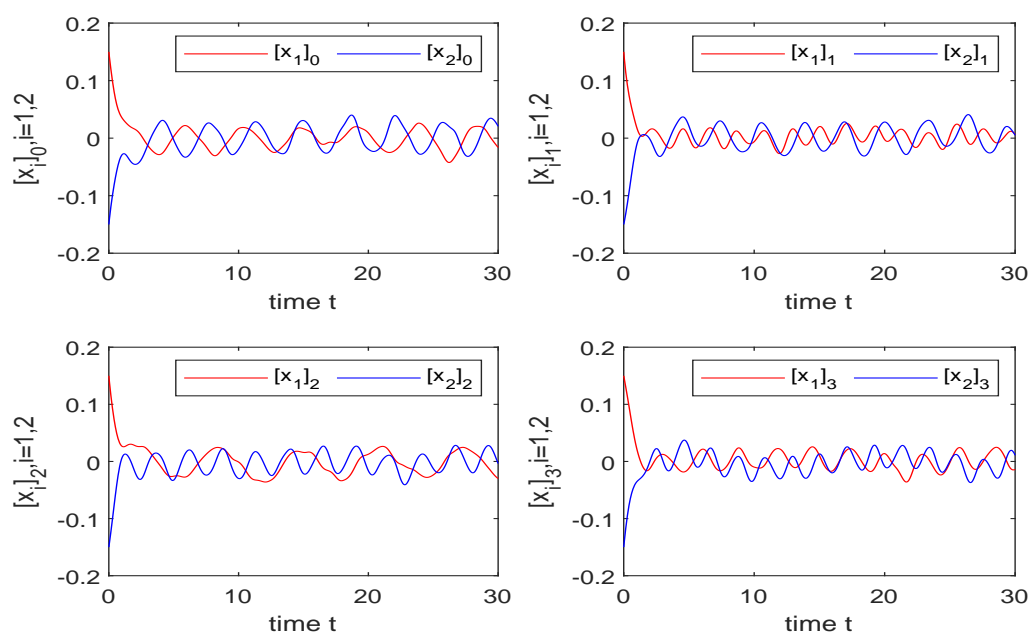 [x₁]₀ [x₂]₀
[xᵢ]₀,i=1,2
0.2
0.1
0
-0.1
-0.2
0 10 20 30
time t
[x₁]₁ [x₂]₁
[xᵢ]₁,i=1,2
0.2
0.1
0
-0.1
-0.2
0 10 20 30
time t
[x₁]₂ [x₂]₂
[xᵢ]₂,i=1,2
0.2
0.1
0
-0.1
-0.2
0 10 20 30
time t
[x₁]₃ [x₂]₃
[xᵢ]₃,i=1,2
0.2
0.1
0
-0.1
-0.2
0 10 20 30
time t